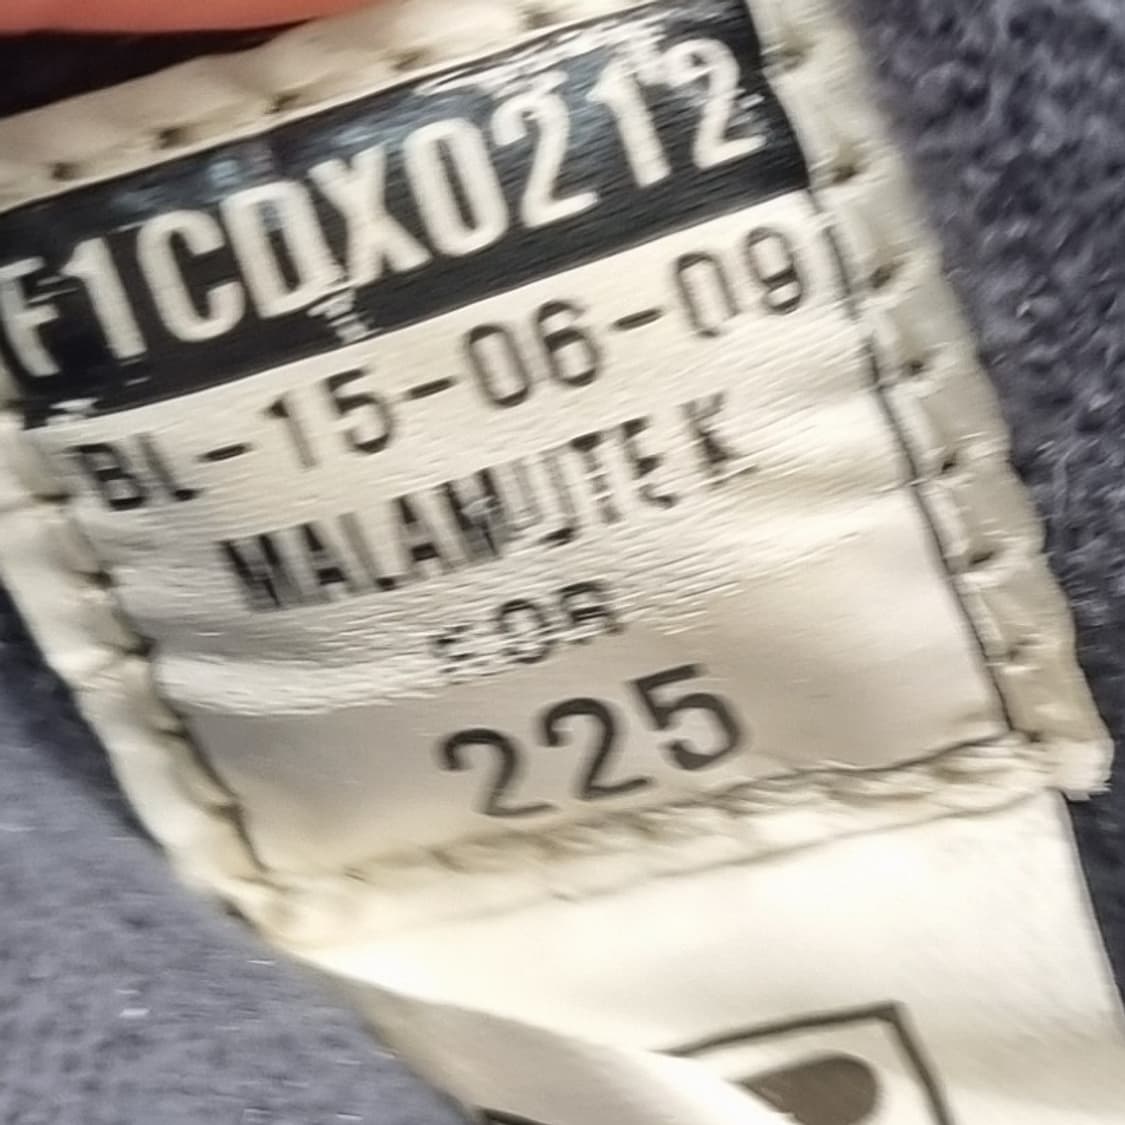 F1CDX0212
BL-15-06-09
MALAMUTE K
225